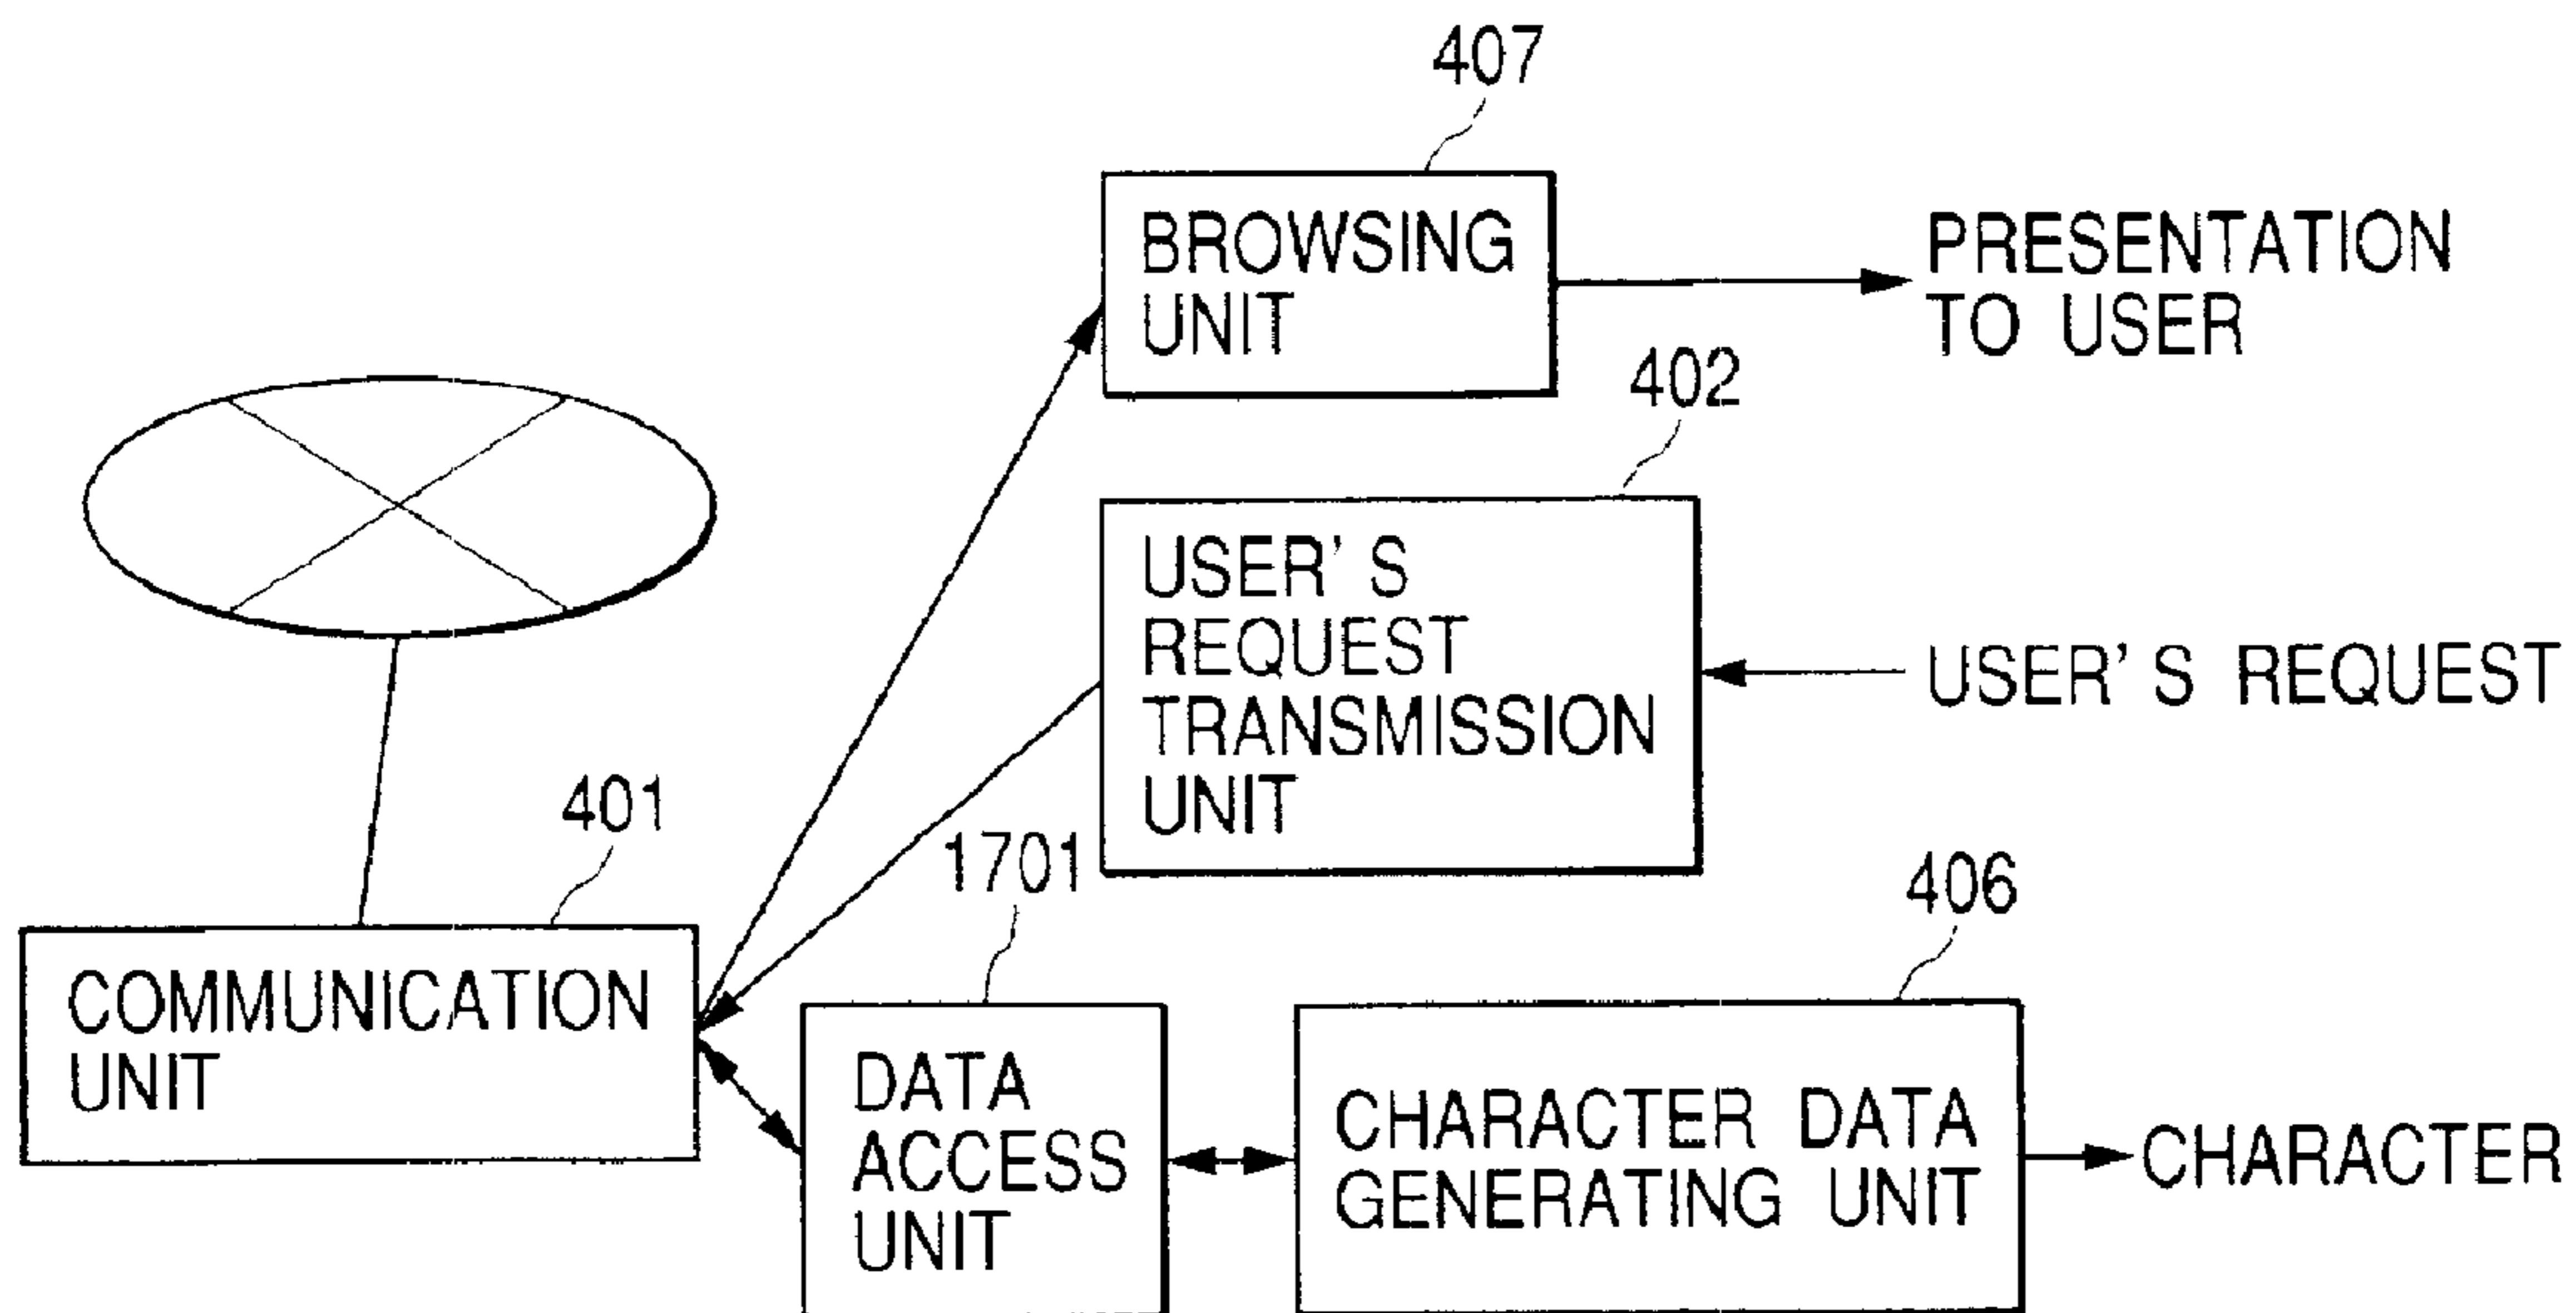 407
BROWSING
UNIT
PRESENTATION
TO USER
402
USER'S
REQUEST
TRANSMISSION
UNIT
USER'S REQUEST
401
COMMUNICATION
UNIT
1701
DATA
ACCESS
UNIT
406
CHARACTER DATA
GENERATING UNIT
CHARACTER